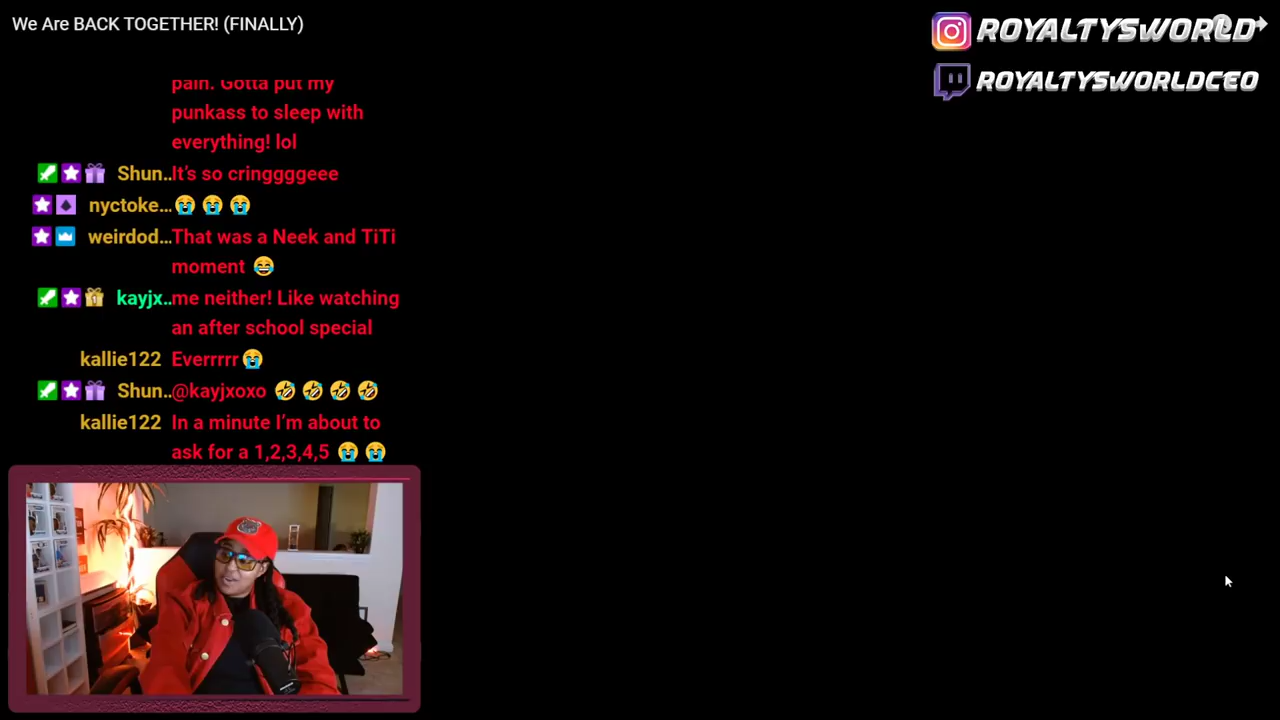 We Are BACK TOGETHER! (FINALLY)
ROYALTYSWORLD
ROYALTYSWORLDCEO
pain. Gotta put my
punkass to sleep with
everything! lol
Shun.. It's so cringgggeee
nyctoke... 😭 😭 😭
weirdod... That was a Neek and TiTi
moment 😂
kayjx.. me neither! Like watching
an after school special
kallie122 Everrrrr 😭
Shun.. @kayjxoxo 🤣 🤣 🤣 🤣
kallie122 In a minute I'm about to
ask for a 1,2,3,4,5 😭 😭